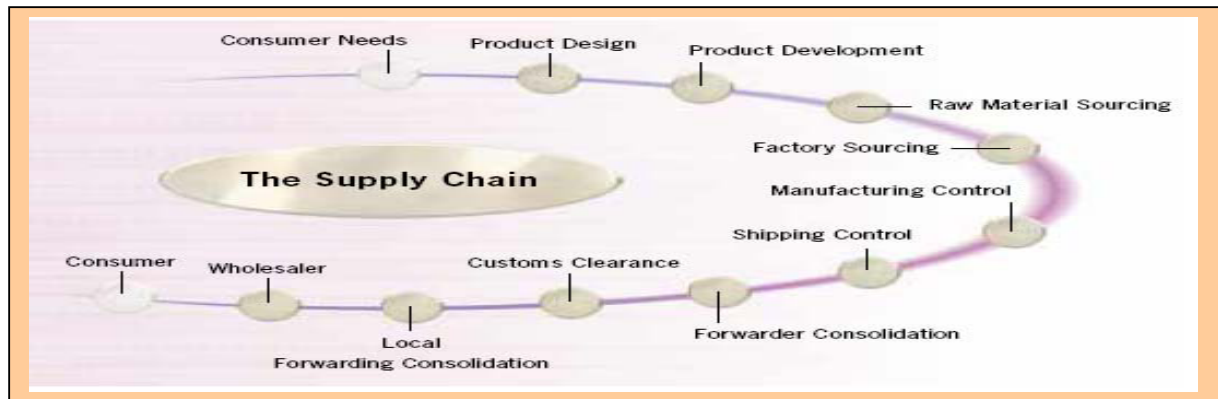 Consumer Needs
Product Design
Product Development
Raw Material Sourcing
Factory Sourcing
The Supply Chain
Manufacturing Control
Shipping Control
Consumer
Wholesaler
Customs Clearance
Forwarder Consolidation
Local
Forwarding Consolidation